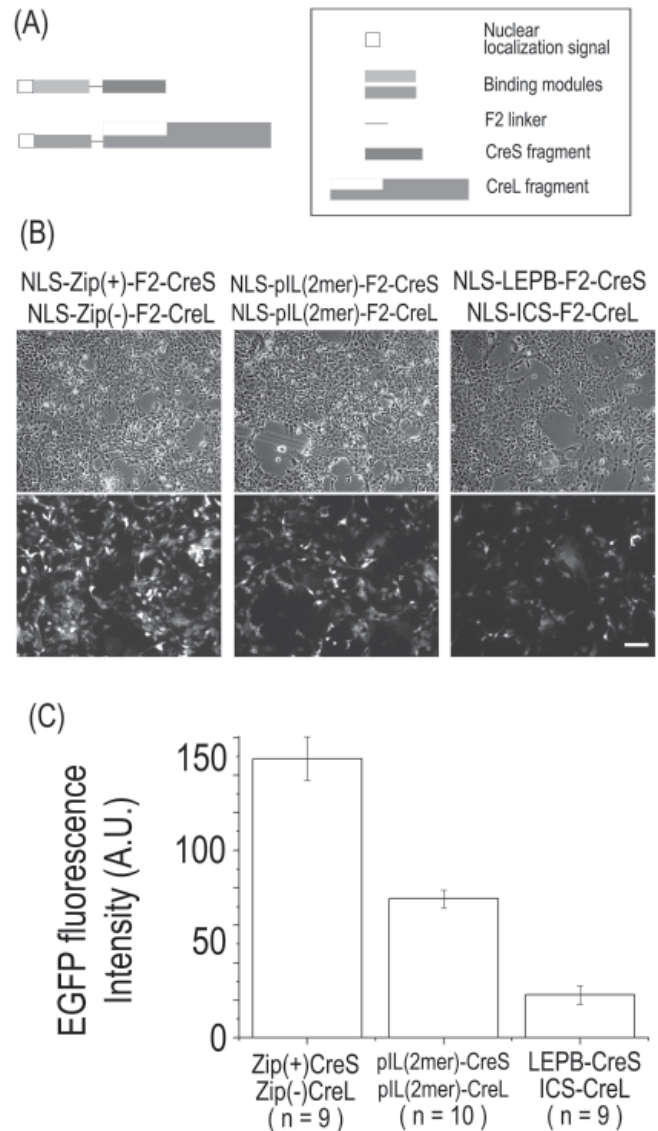 (A)
Nuclear
localization signal
Binding modules
F2 linker
CreS fragment
CreL fragment
(B)
NLS-Zip(+)-F2-CreS
NLS-Zip(-)-F2-CreL
NLS-pIL(2mer)-F2-CreS
NLS-pIL(2mer)-F2-CreL
NLS-LEPB-F2-CreS
NLS-ICS-F2-CreL
(C)
EGFP fluorescence
Intensity (A.U.)
150
100
50
0
Zip(+)CreS
Zip(-)CreL
( n = 9 )
pIL(2mer)-CreS
pIL(2mer)-CreL
( n = 10 )
LEPB-CreS
ICS-CreL
( n = 9 )